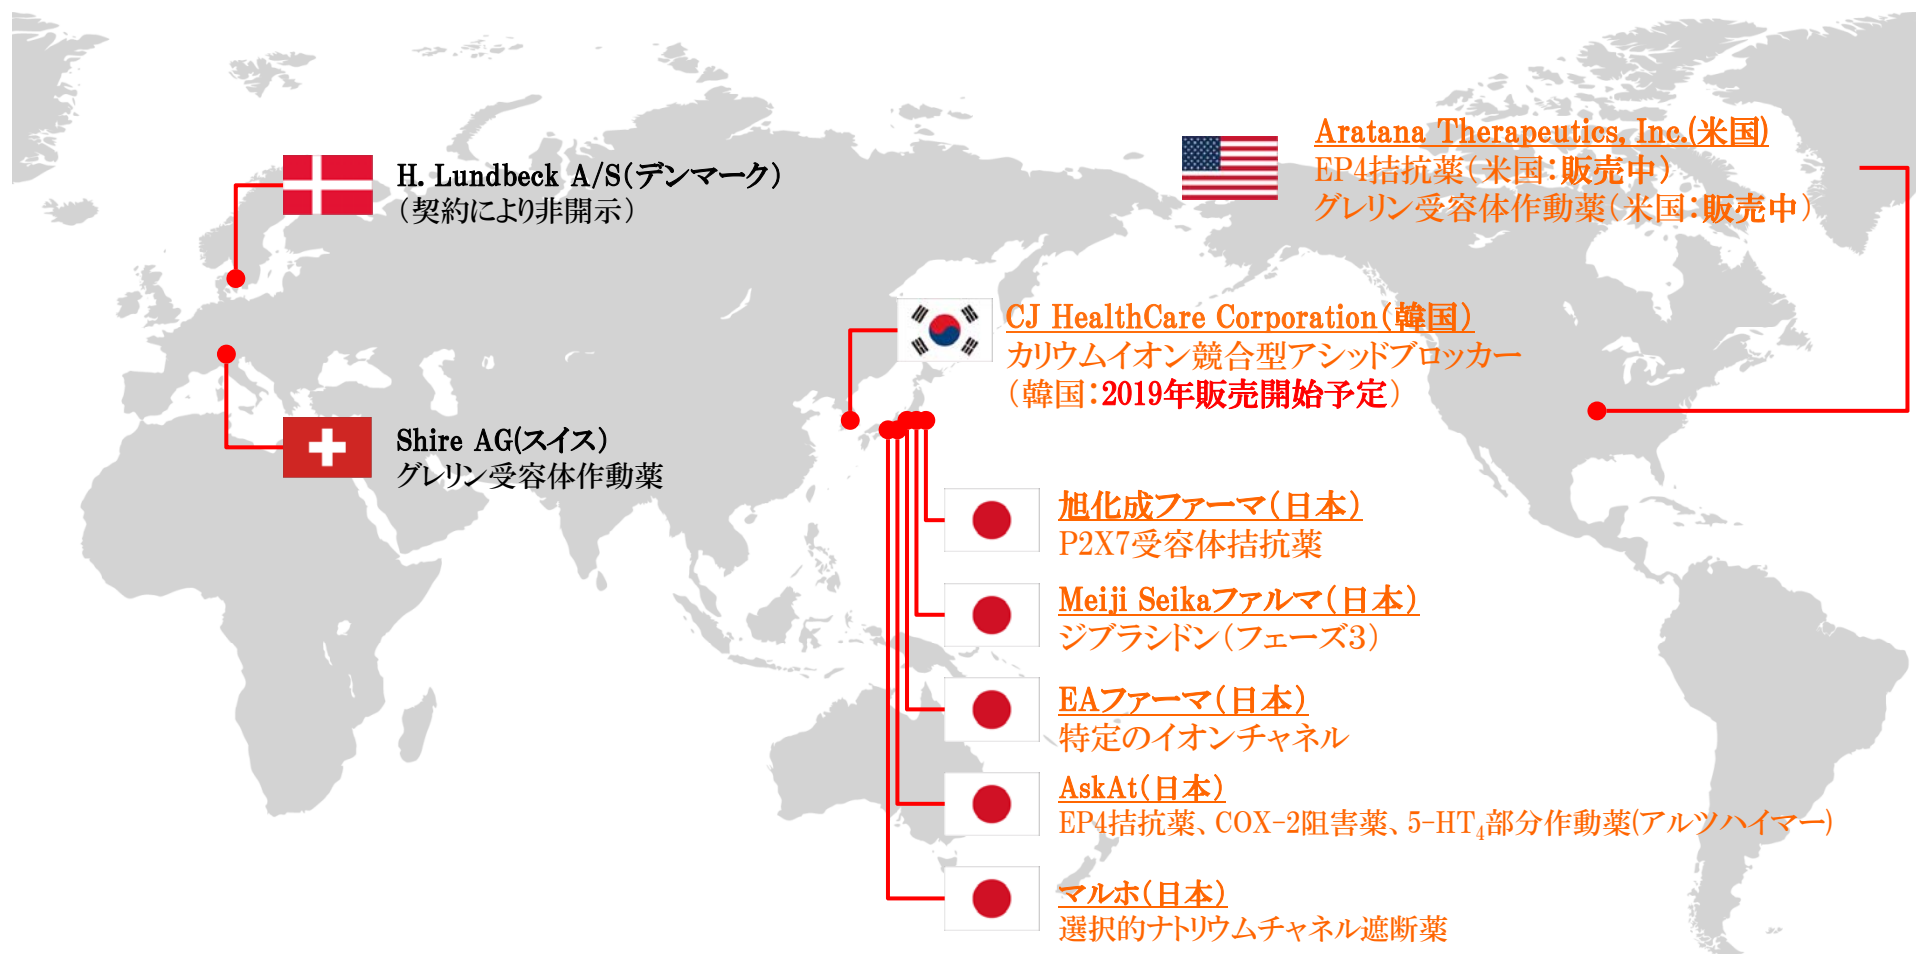 H. Lundbeck A/S(デンマーク)
(契約により非開示)
Shire AG(スイス)
グレリン受容体作動薬
Aratana Therapeutics, Inc.(米国)
EP4拮抗薬(米国:販売中)
グレリン受容体作動薬(米国:販売中)
CJ HealthCare Corporation(韓国)
カリウムイオン競合型アシッドブロッカー
(韓国:2019年販売開始予定)
旭化成ファーマ(日本)
P2X7受容体拮抗薬
Meiji Seikaファルマ(日本)
ジプラシドン(フェーズ3)
EAファーマ(日本)
特定のイオンチャネル
AskAt(日本)
EP4拮抗薬、COX-2阻害薬、5-HT₄部分作動薬(アルツハイマー)
マルホ(日本)
選択的ナトリウムチャネル遮断薬